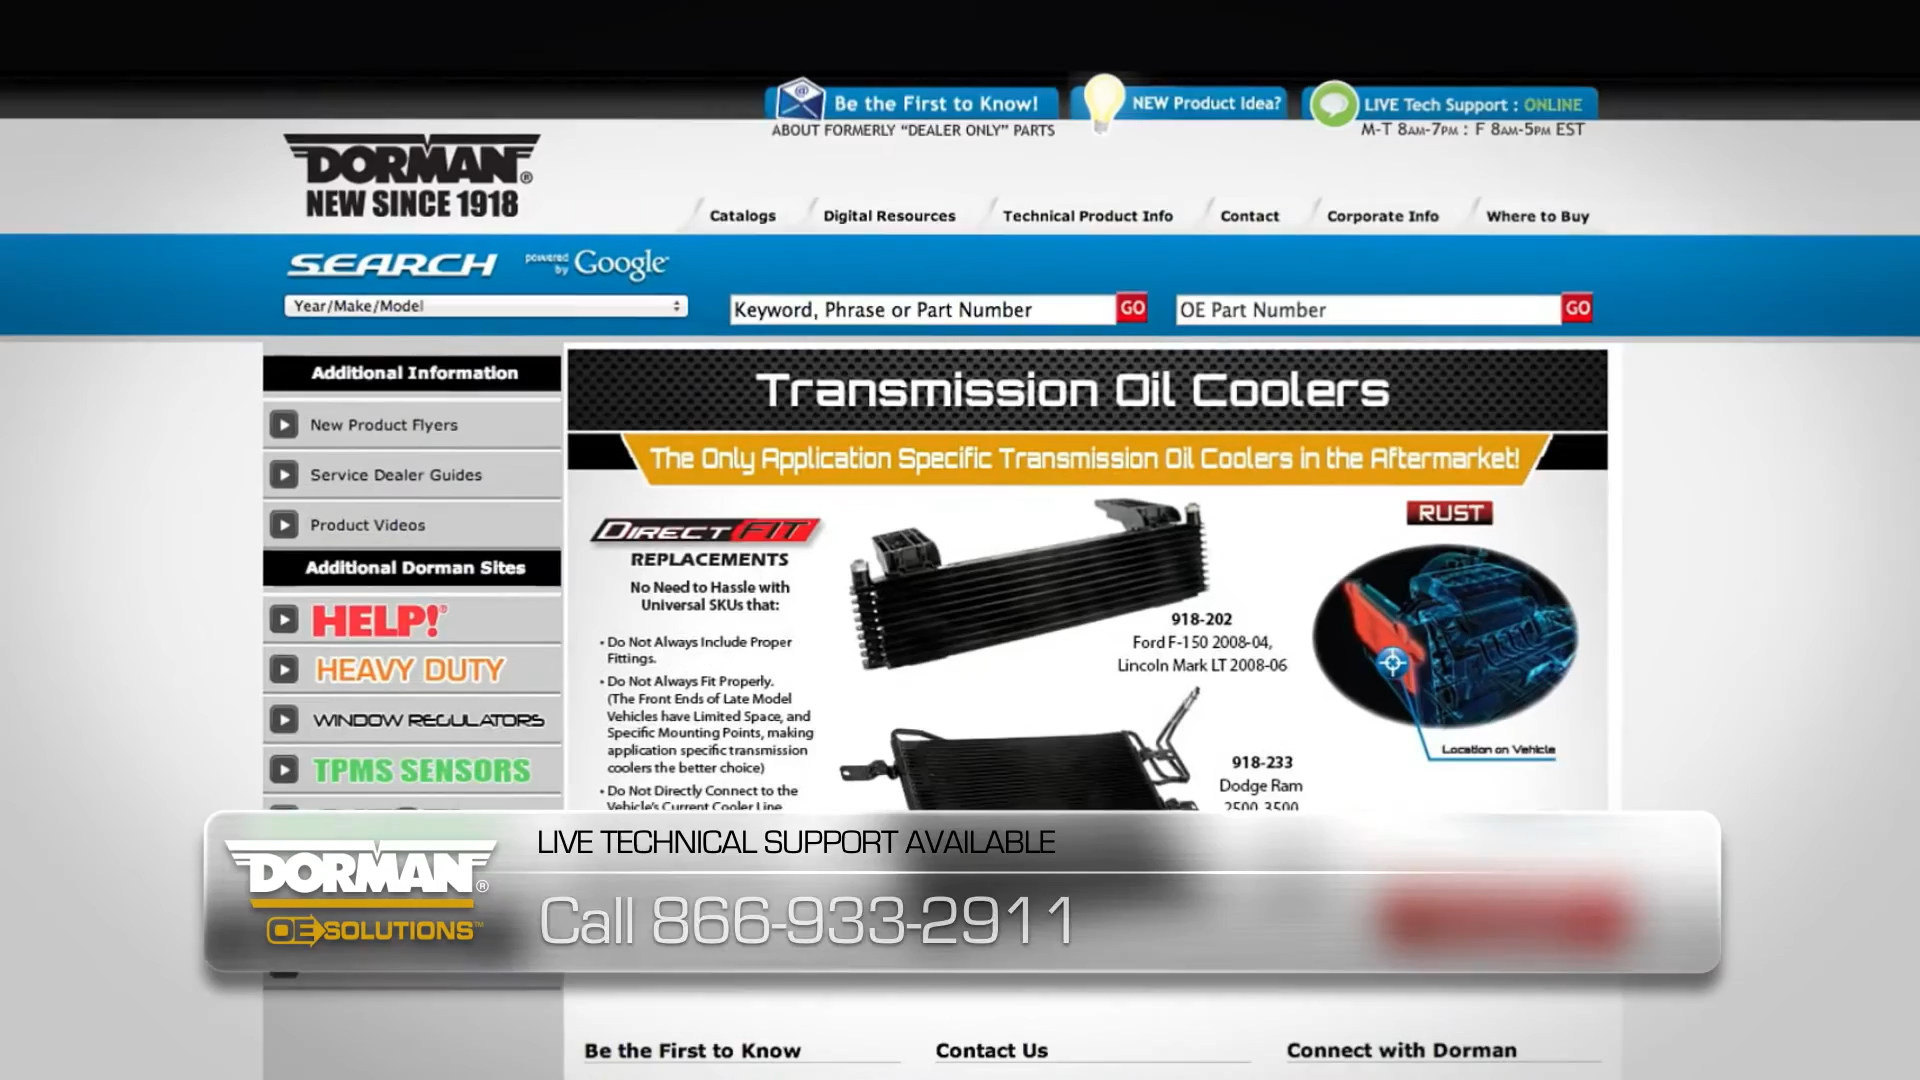 Be the First to Know!
ABOUT FORMERLY “DEALER ONLY” PARTS
NEW Product Idea?
LIVE Tech Support : ONLINE
M-T 8AM-7PM : F 8AM-5PM EST
DORMAN®
NEW SINCE 1918
Catalogs
Digital Resources
Technical Product Info
Contact
Corporate Info
Where to Buy
SEARCH
powered by Google
Year/Make/Model
Keyword, Phrase or Part Number
GO
OE Part Number
GO
Additional Information
New Product Flyers
Service Dealer Guides
Product Videos
Additional Dorman Sites
HELP!®
HEAVY DUTY
WINDOW REGULATORS
TPMS SENSORS
Transmission Oil Coolers
The Only Application Specific Transmission Oil Coolers in the Aftermarket!
DIRECT FIT
REPLACEMENTS
No Need to Hassle with
Universal SKUs that:
• Do Not Always Include Proper
Fittings.
• Do Not Always Fit Properly.
(The Front Ends of Late Model
Vehicles have Limited Space, and
Specific Mounting Points, making
application specific transmission
coolers the better choice)
• Do Not Directly Connect to the
Vehicle's Current Cooler Line
918-202
Ford F-150 2008-04,
Lincoln Mark LT 2008-06
RUST
Location on Vehicle
918-233
Dodge Ram
2500, 3500
DORMAN®
OE SOLUTIONS™
LIVE TECHNICAL SUPPORT AVAILABLE
Call 866-933-2911
Be the First to Know
Contact Us
Connect with Dorman